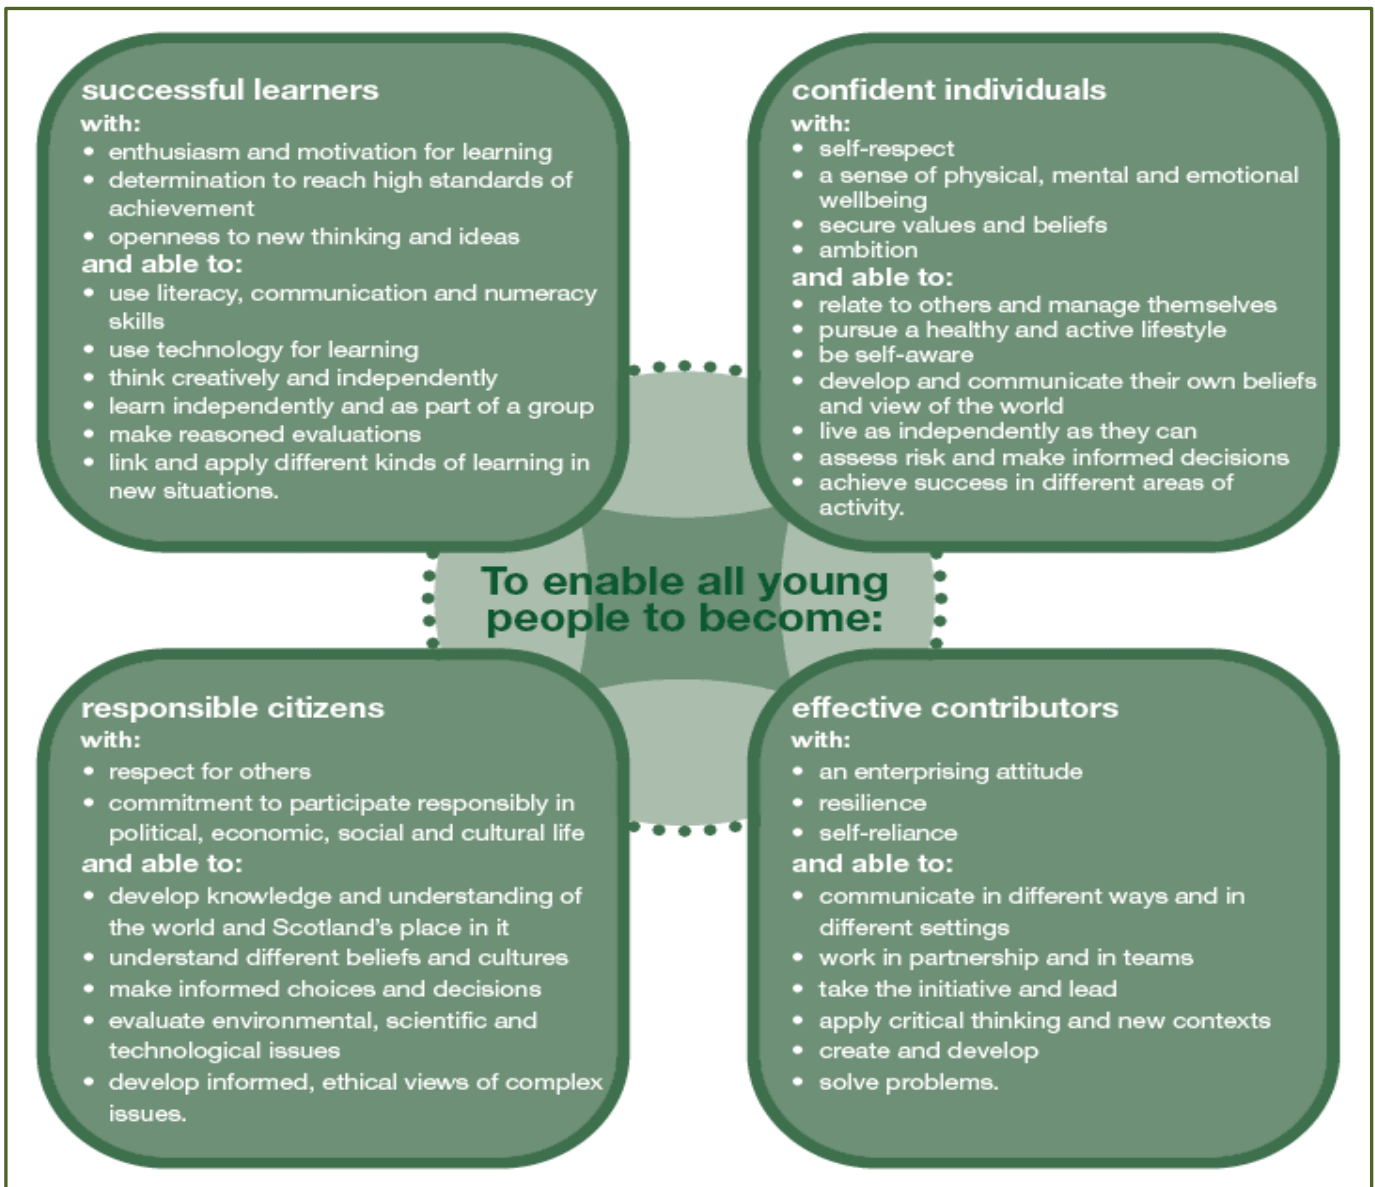 successful learners
with:
• enthusiasm and motivation for learning
• determination to reach high standards of
achievement
• openness to new thinking and ideas
and able to:
• use literacy, communication and numeracy
skills
• use technology for learning
• think creatively and independently
• learn independently and as part of a group
• make reasoned evaluations
• link and apply different kinds of learning in
new situations.
confident individuals
with:
• self-respect
• a sense of physical, mental and emotional
wellbeing
• secure values and beliefs
• ambition
and able to:
• relate to others and manage themselves
• pursue a healthy and active lifestyle
• be self-aware
• develop and communicate their own beliefs
and view of the world
• live as independently as they can
• assess risk and make informed decisions
• achieve success in different areas of
activity.
To enable all young
people to become:
responsible citizens
with:
• respect for others
• commitment to participate responsibly in
political, economic, social and cultural life
and able to:
• develop knowledge and understanding of
the world and Scotland's place in it
• understand different beliefs and cultures
• make informed choices and decisions
• evaluate environmental, scientific and
technological issues
• develop informed, ethical views of complex
issues.
effective contributors
with:
• an enterprising attitude
• resilience
• self-reliance
and able to:
• communicate in different ways and in
different settings
• work in partnership and in teams
• take the initiative and lead
• apply critical thinking and new contexts
• create and develop
• solve problems.